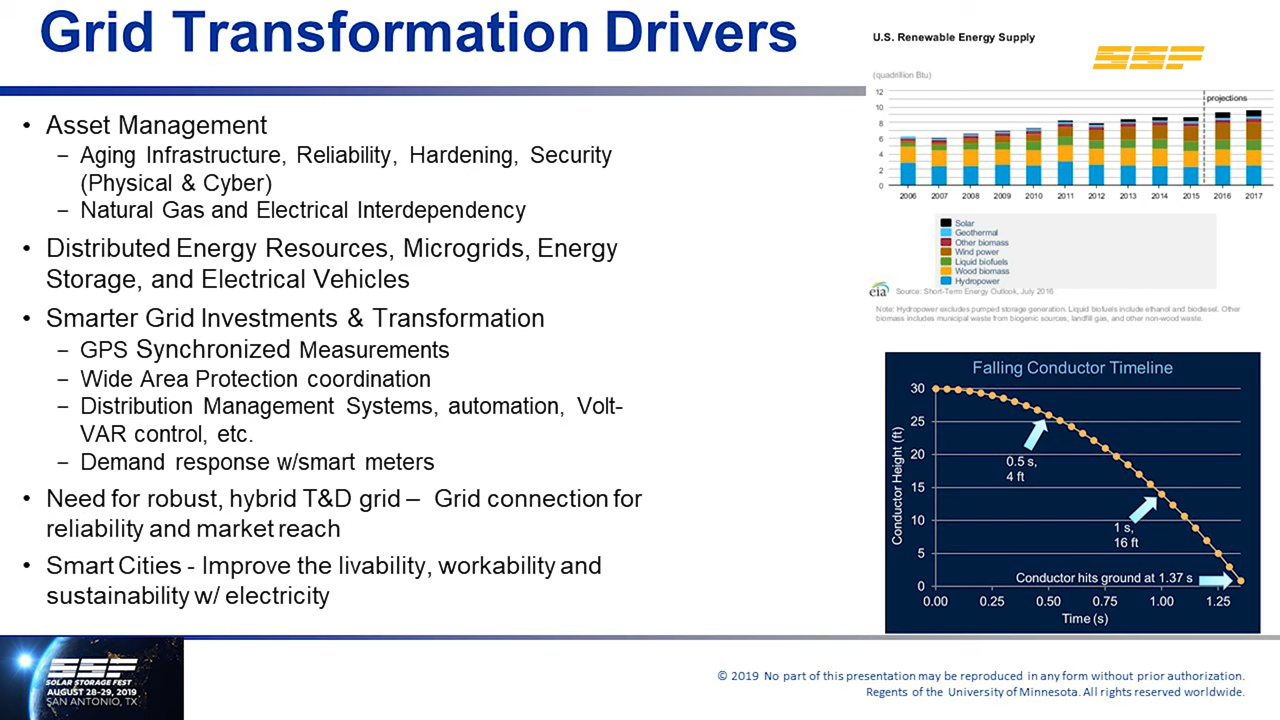 Grid Transformation Drivers
• Asset Management
– Aging Infrastructure, Reliability, Hardening, Security
(Physical & Cyber)
– Natural Gas and Electrical Interdependency
• Distributed Energy Resources, Microgrids, Energy
Storage, and Electrical Vehicles
• Smarter Grid Investments & Transformation
– GPS Synchronized Measurements
– Wide Area Protection coordination
– Distribution Management Systems, automation, Volt-
VAR control, etc.
– Demand response w/smart meters
• Need for robust, hybrid T&D grid – Grid connection for
reliability and market reach
• Smart Cities - Improve the livability, workability and
sustainability w/ electricity
U.S. Renewable Energy Supply
SSF
(quadrillion Btu)
projections
12
10
8
6
4
2
0
2006 2007 2008 2009 2010 2011 2012 2013 2014 2015 2016 2017
Solar
Geothermal
Other biomass
Wind power
Liquid biofuels
Wood biomass
Hydropower
eia Source: Short-Term Energy Outlook, July 2016
Note: Hydropower excludes pumped storage generation. Liquid biofuels include ethanol and biodiesel. Other
biomass includes municipal waste from biogenic sources, landfill gas, and other non-wood waste.
Falling Conductor Timeline
Conductor Height (ft)
30
25
20
15
10
5
0
0.5 s,
4 ft
1 s,
16 ft
Conductor hits ground at 1.37 s
0.00 0.25 0.50 0.75 1.00 1.25
Time (s)
SSF
SOLAR STORAGE FEST
AUGUST 28-29, 2019
SAN ANTONIO, TX
© 2019 No part of this presentation may be reproduced in any form without prior authorization.
Regents of the University of Minnesota. All rights reserved worldwide.